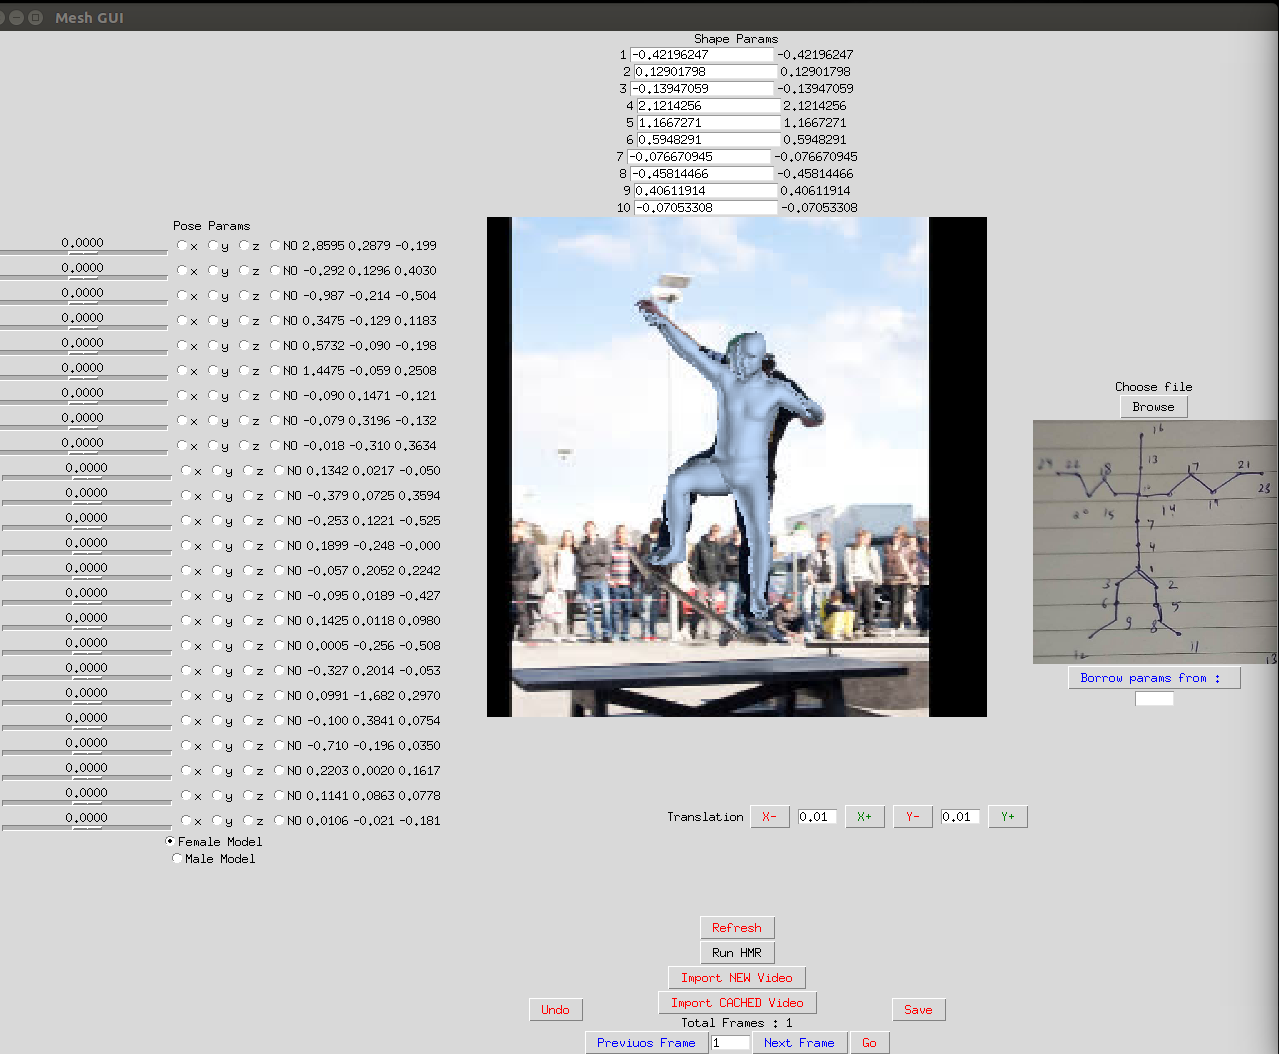 Mesh GUI
Shape Params
1 -0.42196247 -0.42196247
2 0.12901798 0.12901798
3 -0.13947059 -0.13947059
4 2.1214256 2.1214256
5 1.1667271 1.1667271
6 0.5948291 0.5948291
7 -0.076670945 -0.076670945
8 -0.45814466 -0.45814466
9 0.40611914 0.40611914
10 -0.07053308 -0.07053308
Pose Params
0.0000 x y z NO 2.8595 0.2879 -0.199
0.0000 x y z NO -0.292 0.1296 0.4030
0.0000 x y z NO -0.987 -0.214 -0.504
0.0000 x y z NO 0.3475 -0.129 0.1183
0.0000 x y z NO 0.5732 -0.090 -0.198
0.0000 x y z NO 1.4475 -0.059 0.2508
0.0000 x y z NO -0.090 0.1471 -0.121
0.0000 x y z NO -0.079 0.3196 -0.132
0.0000 x y z NO -0.018 -0.310 0.3634
0.0000 x y z NO 0.1342 0.0217 -0.050
0.0000 x y z NO -0.379 0.0725 0.3594
0.0000 x y z NO -0.253 0.1221 -0.525
0.0000 x y z NO 0.1899 -0.248 -0.000
0.0000 x y z NO -0.057 0.2052 0.2242
0.0000 x y z NO -0.095 0.0189 -0.427
0.0000 x y z NO 0.1425 0.0118 0.0980
0.0000 x y z NO 0.0005 -0.256 -0.508
0.0000 x y z NO -0.327 0.2014 -0.053
0.0000 x y z NO 0.0991 -1.682 0.2970
0.0000 x y z NO -0.100 0.3841 0.0754
0.0000 x y z NO -0.710 -0.196 0.0350
0.0000 x y z NO 0.2203 0.0020 0.1617
0.0000 x y z NO 0.1141 0.0863 0.0778
0.0000 x y z NO 0.0106 -0.021 -0.181
Female Model
Male Model
Choose file
Browse
16
13
22 18 17 21
23
15 14 19
7
4
3 2
6 5
9 8
11
13
Borrow params from :
Translation X- 0.01 X+ Y- 0.01 Y+
Refresh
Run HMR
Import NEW Video
Undo Import CACHED Video Save
Total Frames : 1
Previuos Frame 1 Next Frame Go